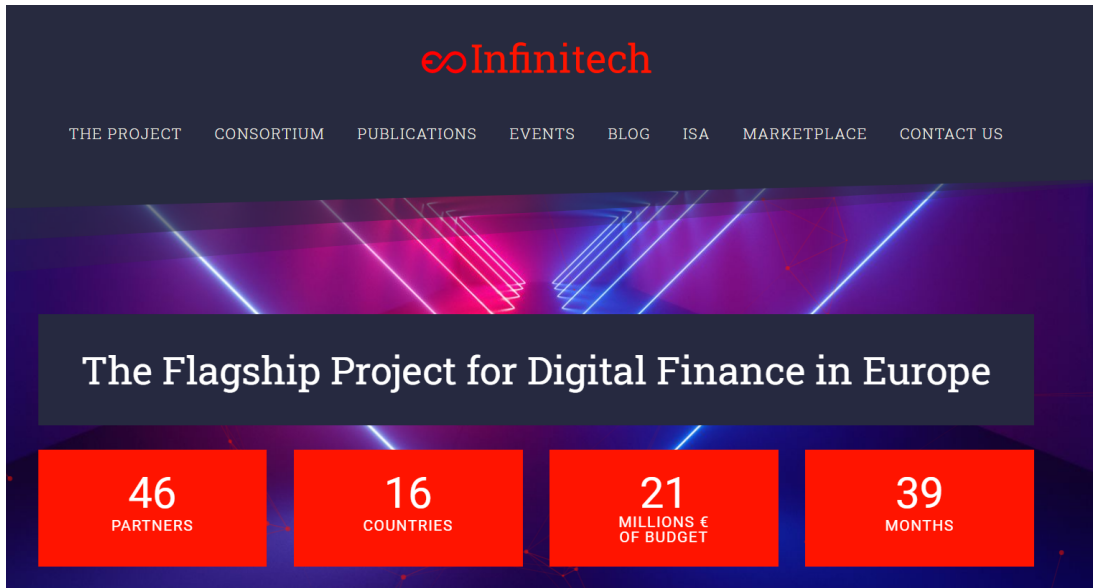 Infinitech
THE PROJECT CONSORTIUM PUBLICATIONS EVENTS BLOG ISA MARKETPLACE CONTACT US
The Flagship Project for Digital Finance in Europe
46
PARTNERS
16
COUNTRIES
21
MILLIONS €
OF BUDGET
39
MONTHS